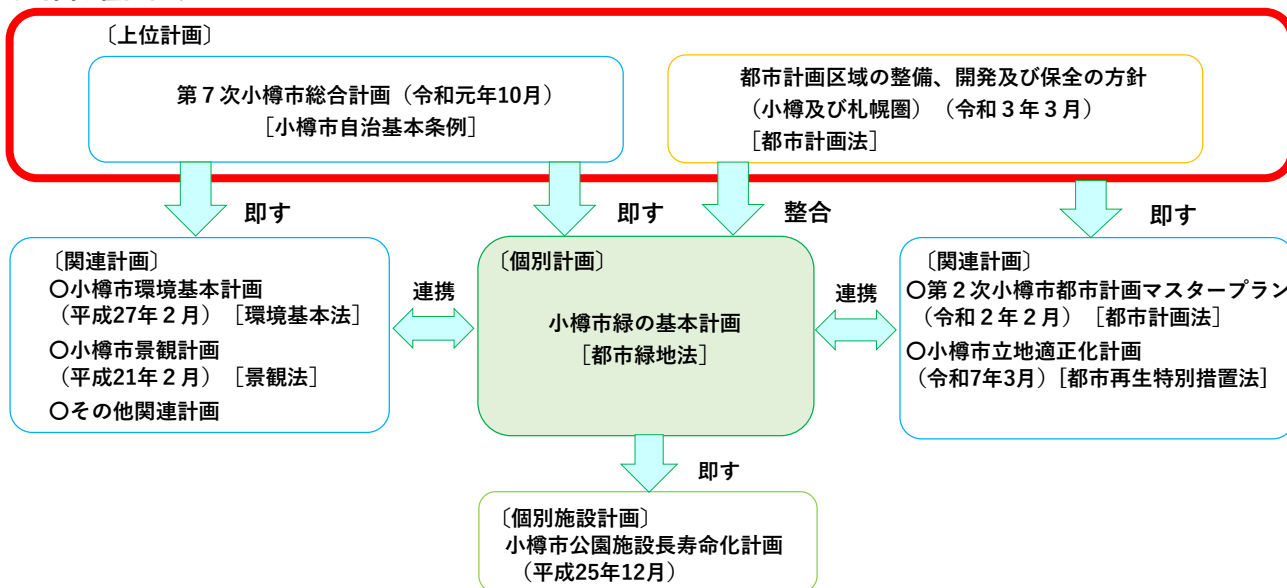 〔上位計画〕
第７次小樽市総合計画（令和元年10月）
［小樽市自治基本条例］
都市計画区域の整備、開発及び保全の方針
（小樽及び札幌圏）（令和３年３月）
［都市計画法］
即す
即す
整合
即す
〔関連計画〕
〇小樽市環境基本計画
（平成27年２月）［環境基本法］
〇小樽市景観計画
（平成21年２月）［景観法］
〇その他関連計画
連携
〔個別計画〕
小樽市緑の基本計画
［都市緑地法］
連携
〔関連計画〕
〇第２次小樽市都市計画マスタープラン
（令和２年２月）［都市計画法］
〇小樽市立地適正化計画
（令和7年3月）[都市再生特別措置法]
即す
〔個別施設計画〕
小樽市公園施設長寿命化計画
（平成25年12月）